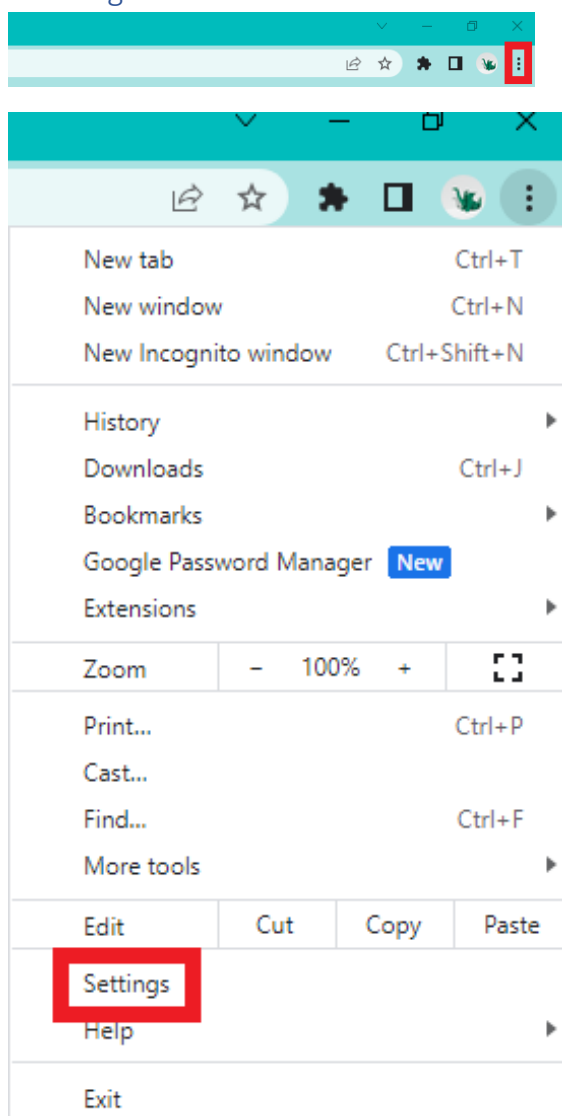 New tab Ctrl+T
New window Ctrl+N
New Incognito window Ctrl+Shift+N
History
Downloads Ctrl+J
Bookmarks
Google Password Manager New
Extensions
Zoom – 100% +
Print... Ctrl+P
Cast...
Find... Ctrl+F
More tools
Edit Cut Copy Paste
Settings
Help
Exit